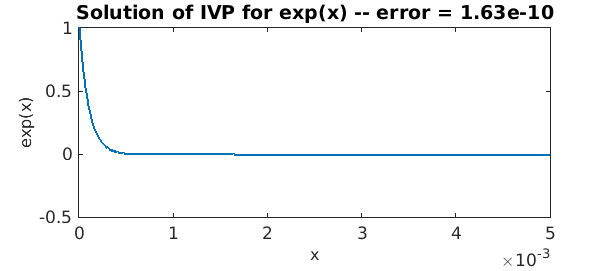 Solution of IVP for exp(x) -- error = 1.63e-10
1
0.5
0
-0.5
exp(x)
0 1 2 3 4 5
x
×10⁻³